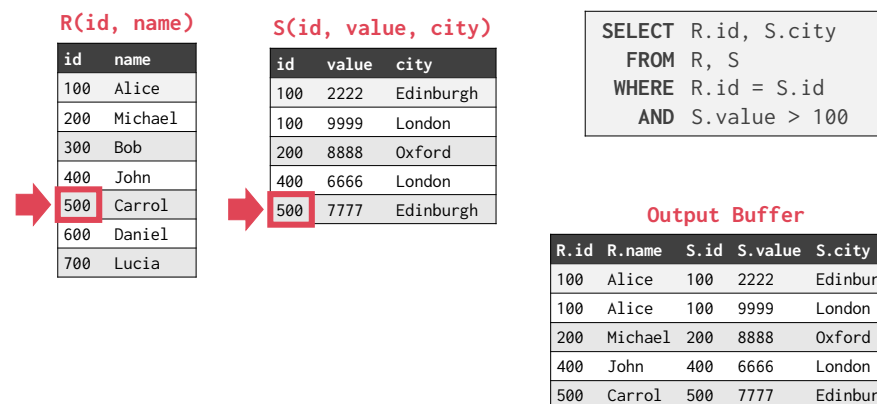 R(id, name)
id name
100 Alice
200 Michael
300 Bob
400 John
500 Carrol
600 Daniel
700 Lucia
S(id, value, city)
id value city
100 2222 Edinburgh
100 9999 London
200 8888 Oxford
400 6666 London
500 7777 Edinburgh
SELECT R.id, S.city
FROM R, S
WHERE R.id = S.id
AND S.value > 100
Output Buffer
R.id R.name S.id S.value S.city
100 Alice 100 2222 Edinbur
100 Alice 100 9999 London
200 Michael 200 8888 Oxford
400 John 400 6666 London
500 Carrol 500 7777 Edinbur